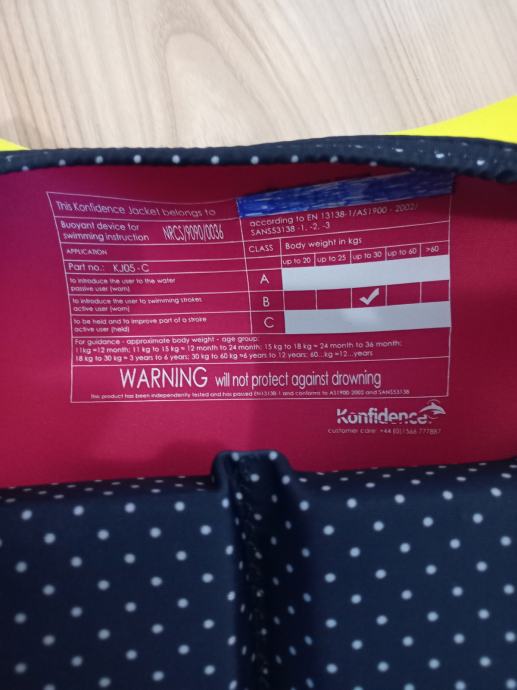 This Konfidence Jacket belongs to
Buoyant device for
swimming instruction NRCS/9090/0036
according to EN 13138-1/AS1900 - 2002/
SANS53138 -1, -2, -3
APPLICATION
CLASS Body weight in kgs
Part no.: KJ05-C
up to 20 up to 25 up to 30 up to 60 >60
to introduce the user to the water
passive user (worn)
A
to introduce the user to swimming strokes
active user (worn)
B ✓
to be held and to improve part of a stroke
active user (held)
C
For guidance - approximate body weight - age group:
11kg =12 month; 11 kg to 15 kg = 12 month to 24 month; 15 kg to 18 kg = 24 month to 36 month;
18 kg to 30 kg = 3 years to 6 years; 30 kg to 60 kg =6 years to 12 years; 60...kg =12...years
WARNING will not protect against drowning
This product has been independently tested and has passed EN13138-1 and conforms to AS1900 2002 and SANS53138
Konfidence
customer care: +44 (0)1566 777887